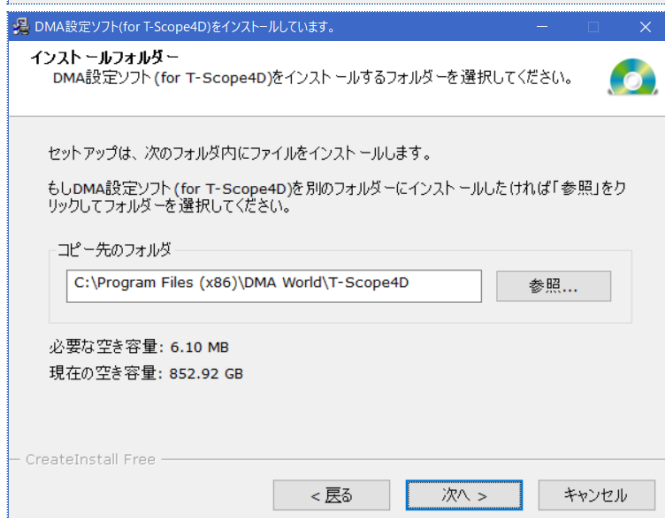 DMA設定ソフト(for T-Scope4D)をインストールしています。
インストールフォルダー
DMA設定ソフト(for T-Scope4D)をインストールするフォルダーを選択してください。
セットアップは、次のフォルダ内にファイルをインストールします。
もしDMA設定ソフト(for T-Scope4D)を別のフォルダーにインストールしたければ「参照」をク
リックしてフォルダーを選択してください。
コピー先のフォルダ
C:\Program Files (x86)\DMA World\T-Scope4D
参照...
必要な空き容量: 6.10 MB
現在の空き容量: 852.92 GB
CreateInstall Free
< 戻る
次へ >
キャンセル